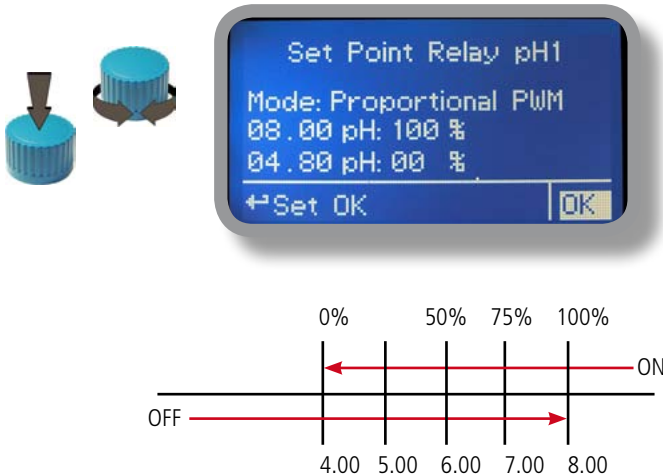 Set Point Relay pH1
Mode: Proportional PWM
08.00 pH: 100 %
04.80 pH: 00 %
↵Set OK OK
0% 50% 75% 100%
ON
OFF
4.00 5.00 6.00 7.00 8.00